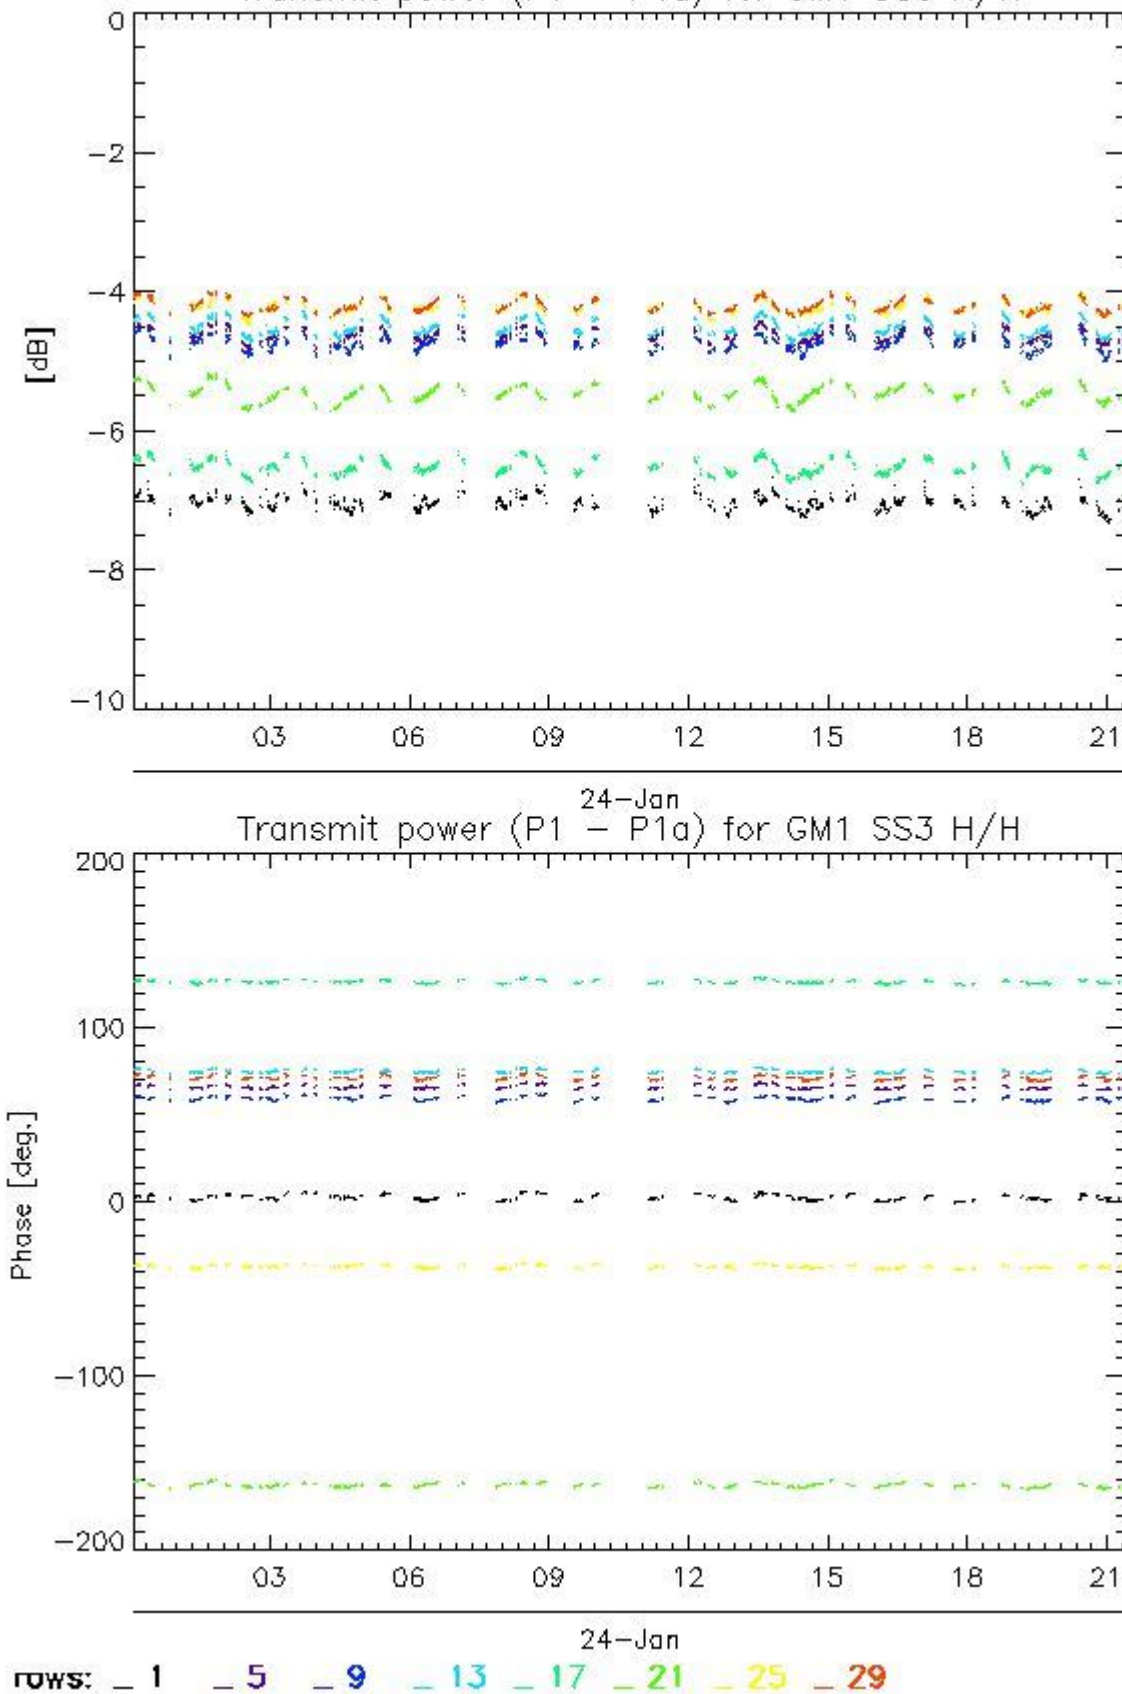 0
−2
−4
[dB]
−6
−8
−10
03 06 09 12 15 18 21
24−Jan
Transmit power (P1 − P1a) for GM1 SS3 H/H
200
100
Phase [deg.]
0
−100
−200
03 06 09 12 15 18 21
24−Jan
rows: _ 1 _ 5 _ 9 _ 13 _ 17 _ 21 _ 25 _ 29